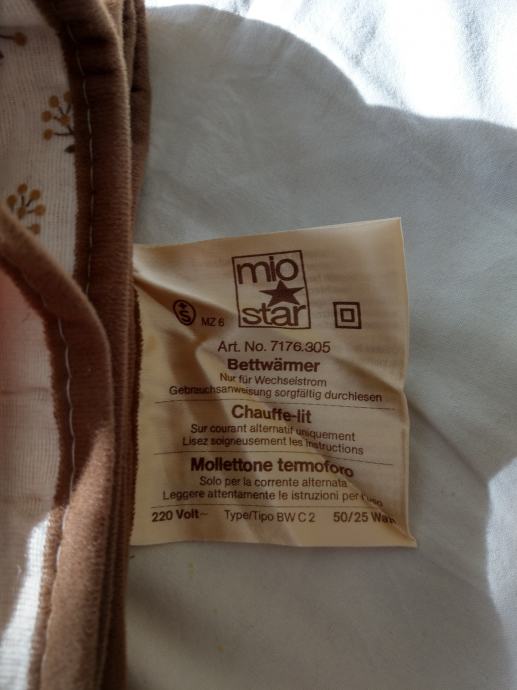 mio
star
MZ 6
Art. No. 7176.305
Bettwärmer
Nur für Wechselstrom
Gebrauchsanweisung sorgfältig durchlesen
Chauffe-lit
Sur courant alternatif uniquement
Lisez soigneusement les instructions
Mollettone termoforo
Solo per la corrente alternata
Leggere attentamente le istruzioni per l'uso
220 Volt~ Type/Tipo BW C 2 50/25 Watt